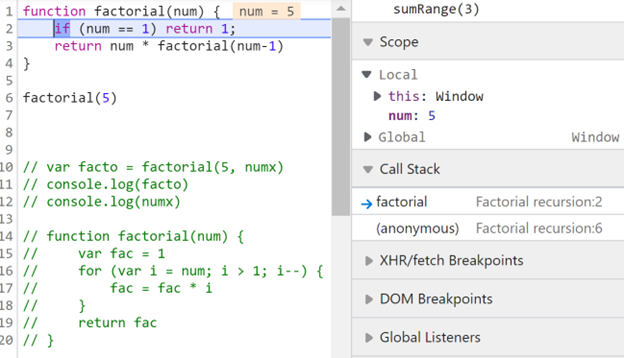 1 function factorial(num) { num = 5
2 if (num == 1) return 1;
3 return num * factorial(num-1)
4 }
5
6 factorial(5)
7
8
9
10 // var facto = factorial(5, numx)
11 // console.log(facto)
12 // console.log(numx)
13
14 // function factorial(num) {
15 // var fac = 1
16 // for (var i = num; i > 1; i--) {
17 // fac = fac * i
18 // }
19 // return fac
20 // }
sumRange(3)
Scope
Local
this: Window
num: 5
Global Window
Call Stack
factorial Factorial recursion:2
(anonymous) Factorial recursion:6
XHR/fetch Breakpoints
DOM Breakpoints
Global Listeners